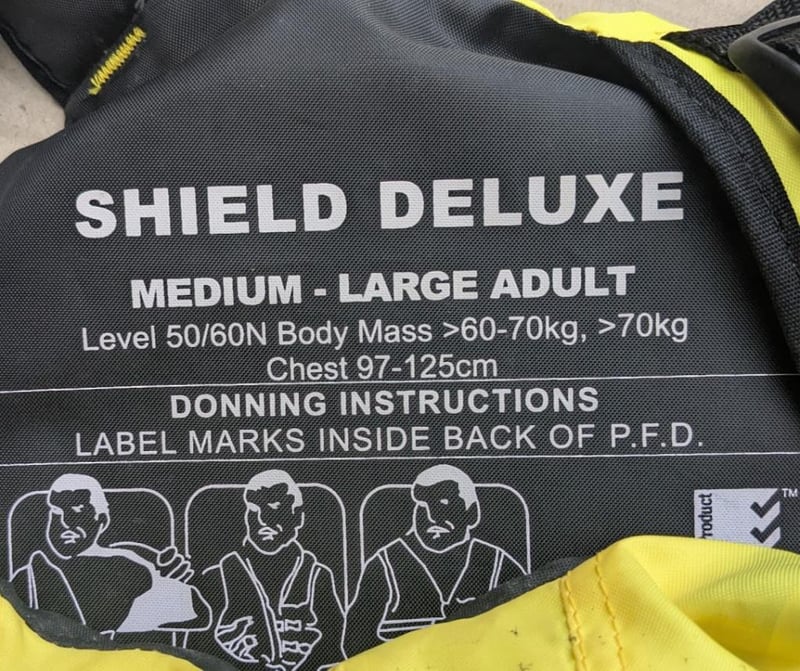 SHIELD DELUXE
MEDIUM - LARGE ADULT
Level 50/60N Body Mass >60-70kg, >70kg
Chest 97-125cm
DONNING INSTRUCTIONS
LABEL MARKS INSIDE BACK OF P.F.D.
TM